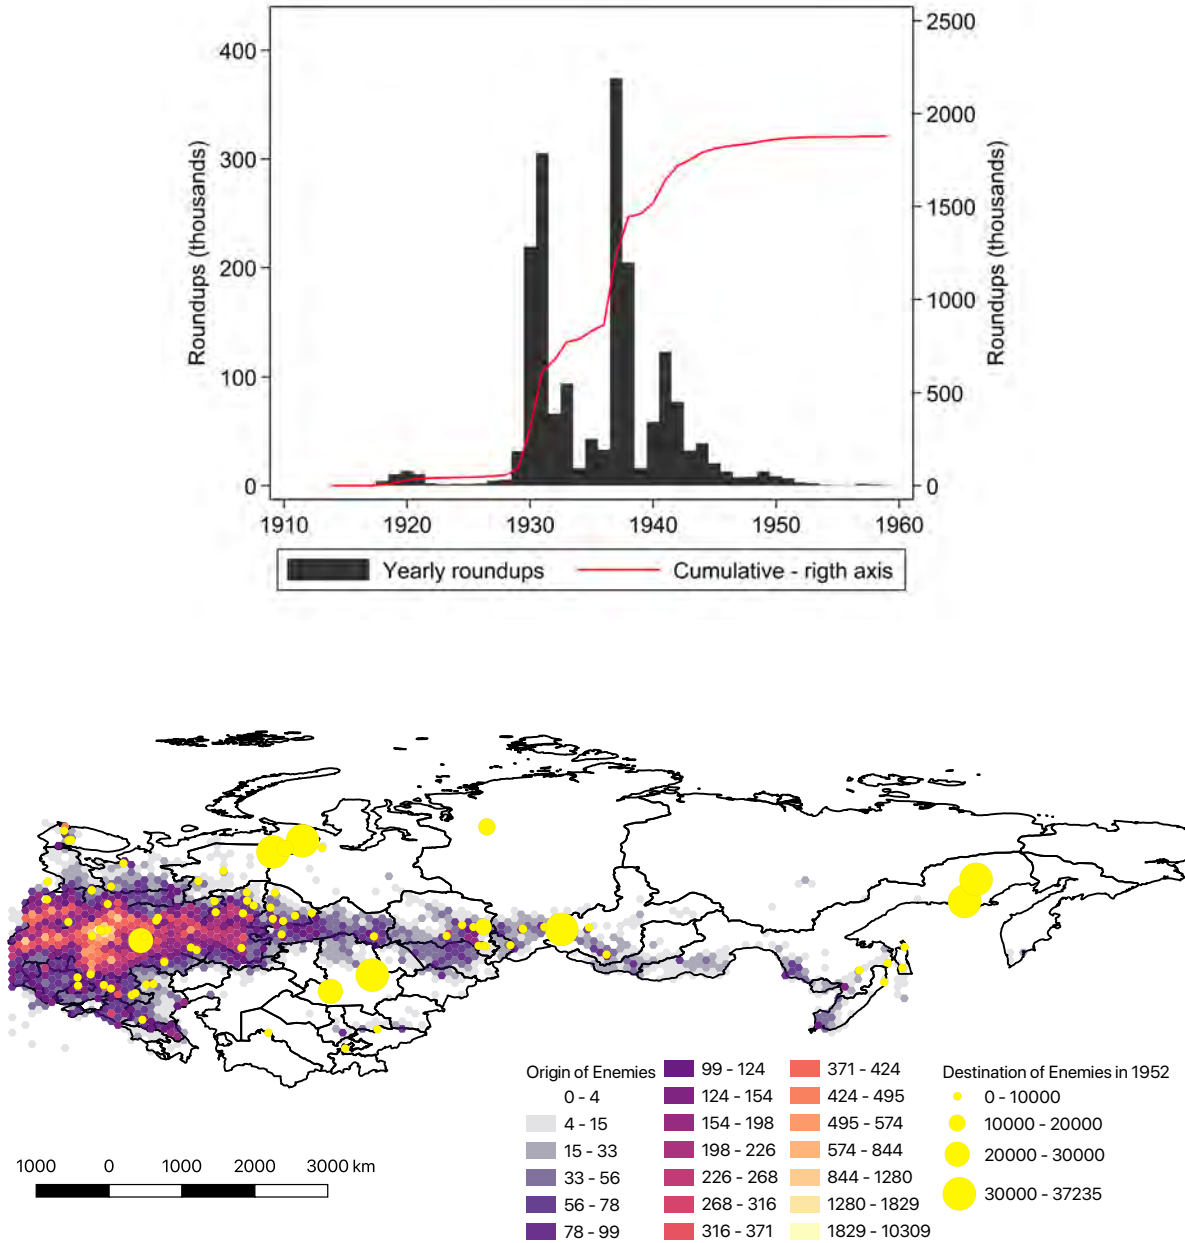 400
300
200
100
0
Roundups (thousands)
2500
2000
1500
1000
500
0
Roundups (thousands)
1910 1920 1930 1940 1950 1960
Yearly roundups Cumulative - rigth axis
Origin of Enemies
0 - 4
4 - 15
15 - 33
33 - 56
56 - 78
78 - 99
99 - 124
124 - 154
154 - 198
198 - 226
226 - 268
268 - 316
316 - 371
371 - 424
424 - 495
495 - 574
574 - 844
844 - 1280
1280 - 1829
1829 - 10309
Destination of Enemies in 1952
0 - 10000
10000 - 20000
20000 - 30000
30000 - 37235
1000 0 1000 2000 3000 km